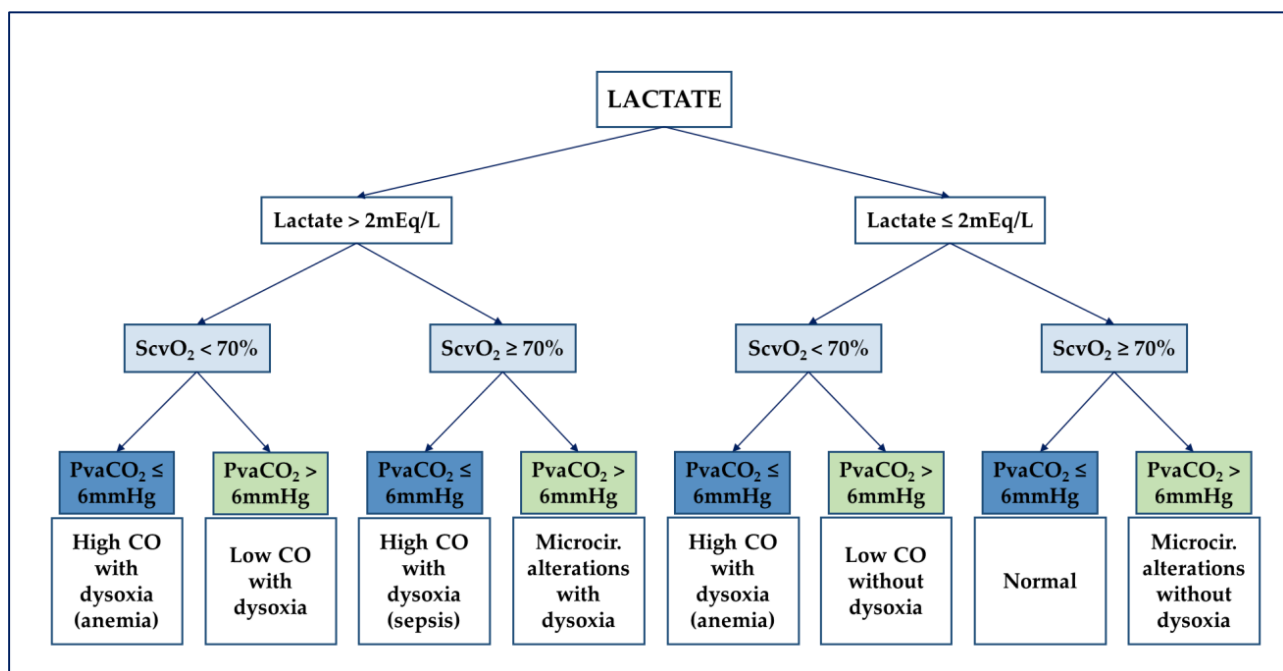 LACTATE
Lactate > 2mEq/L
Lactate ≤ 2mEq/L
ScvO₂ < 70%
ScvO₂ ≥ 70%
ScvO₂ < 70%
ScvO₂ ≥ 70%
PvaCO₂ ≤
6mmHg
PvaCO₂ >
6mmHg
PvaCO₂ ≤
6mmHg
PvaCO₂ >
6mmHg
PvaCO₂ ≤
6mmHg
PvaCO₂ >
6mmHg
PvaCO₂ ≤
6mmHg
PvaCO₂ >
6mmHg
High CO
with
dysoxia
(anemia)
Low CO
with
dysoxia
High CO
with
dysoxia
(sepsis)
Microcir.
alterations
with
dysoxia
High CO
with
dysoxia
(anemia)
Low CO
without
dysoxia
Normal
Microcir.
alterations
without
dysoxia